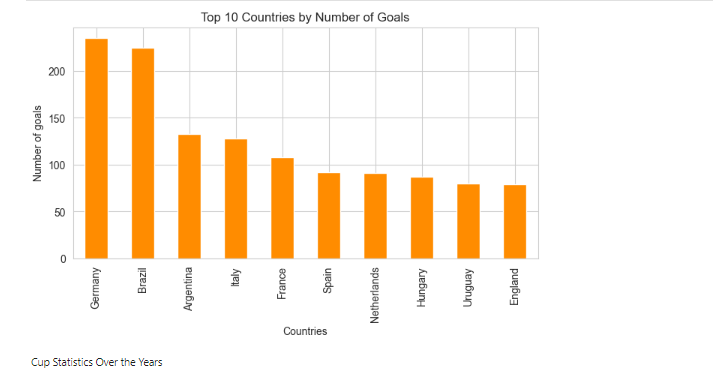 Top 10 Countries by Number of Goals
Number of goals
200
150
100
50
0
Germany
Brazil
Argentina
Italy
France
Spain
Netherlands
Hungary
Uruguay
England
Countries
Cup Statistics Over the Years